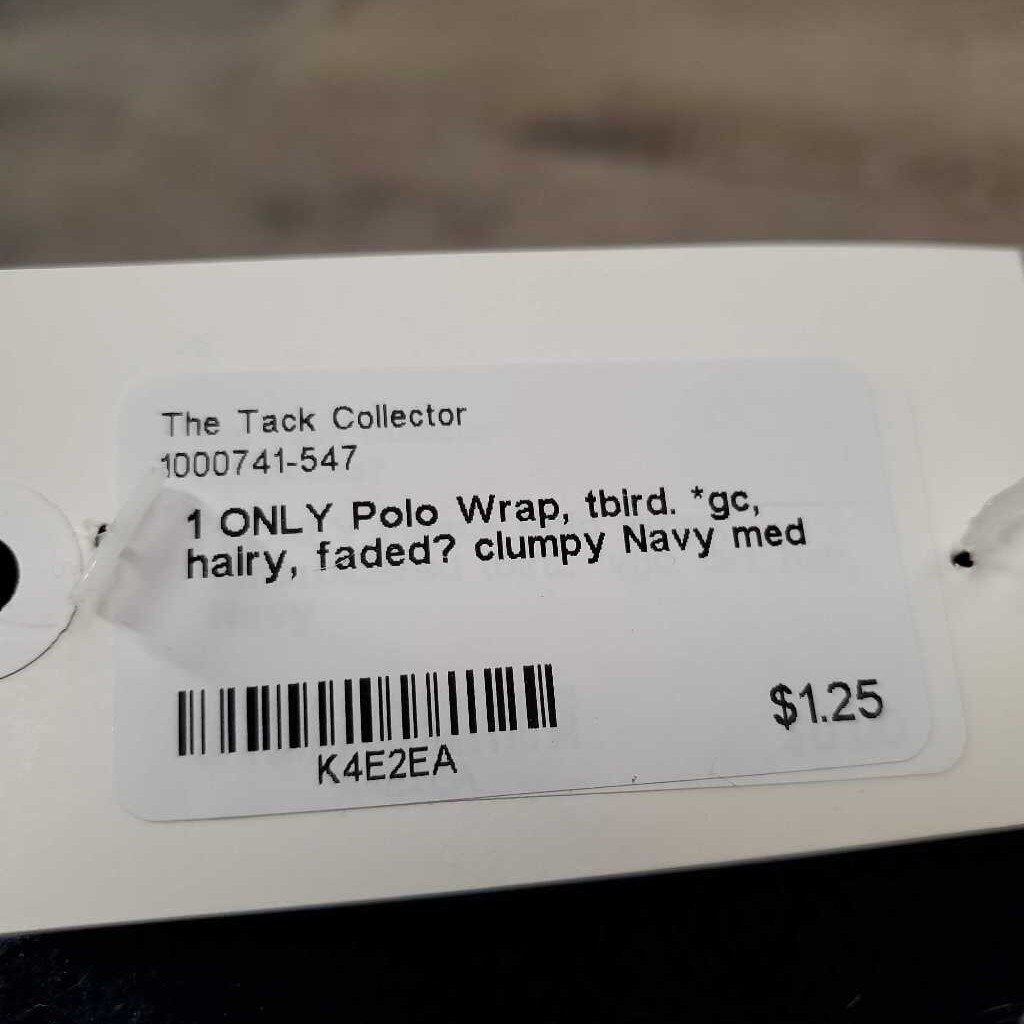 The Tack Collector
1000741-547
1 ONLY Polo Wrap, tbird. *gc,
hairy, faded? clumpy Navy med
K4E2EA
$1.25